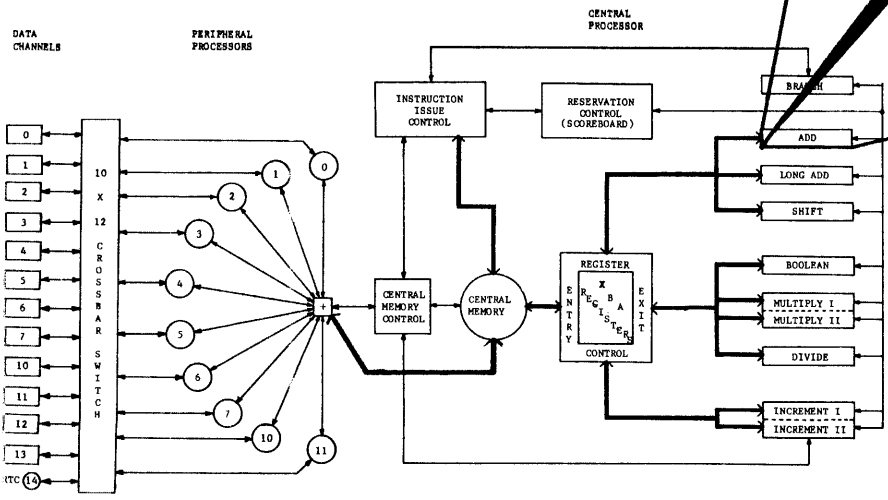 DATA
CHANNELS
PERIPHERAL
PROCESSORS
CENTRAL
PROCESSOR
0
1
2
3
4
5
6
7
10
11
12
13
RTC 14
10
X
12
C
R
O
S
S
B
A
R
S
W
I
T
C
H
0
1
2
3
4
5
6
7
10
11
+
INSTRUCTION
ISSUE
CONTROL
RESERVATION
CONTROL
(SCOREBOARD)
CENTRAL
MEMORY
CONTROL
CENTRAL
MEMORY
REGISTER
ENTRY
X B A
REGISTERS
EXIT
CONTROL
BRANCH
ADD
LONG ADD
SHIFT
BOOLEAN
MULTIPLY I
MULTIPLY II
DIVIDE
INCREMENT I
INCREMENT II